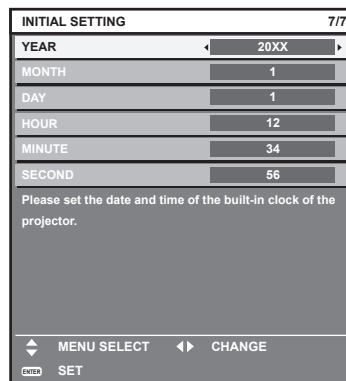 INITIAL SETTING 7/7
YEAR 20XX
MONTH 1
DAY 1
HOUR 12
MINUTE 34
SECOND 56
Please set the date and time of the built-in clock of the
projector.
MENU SELECT CHANGE
ENTER SET